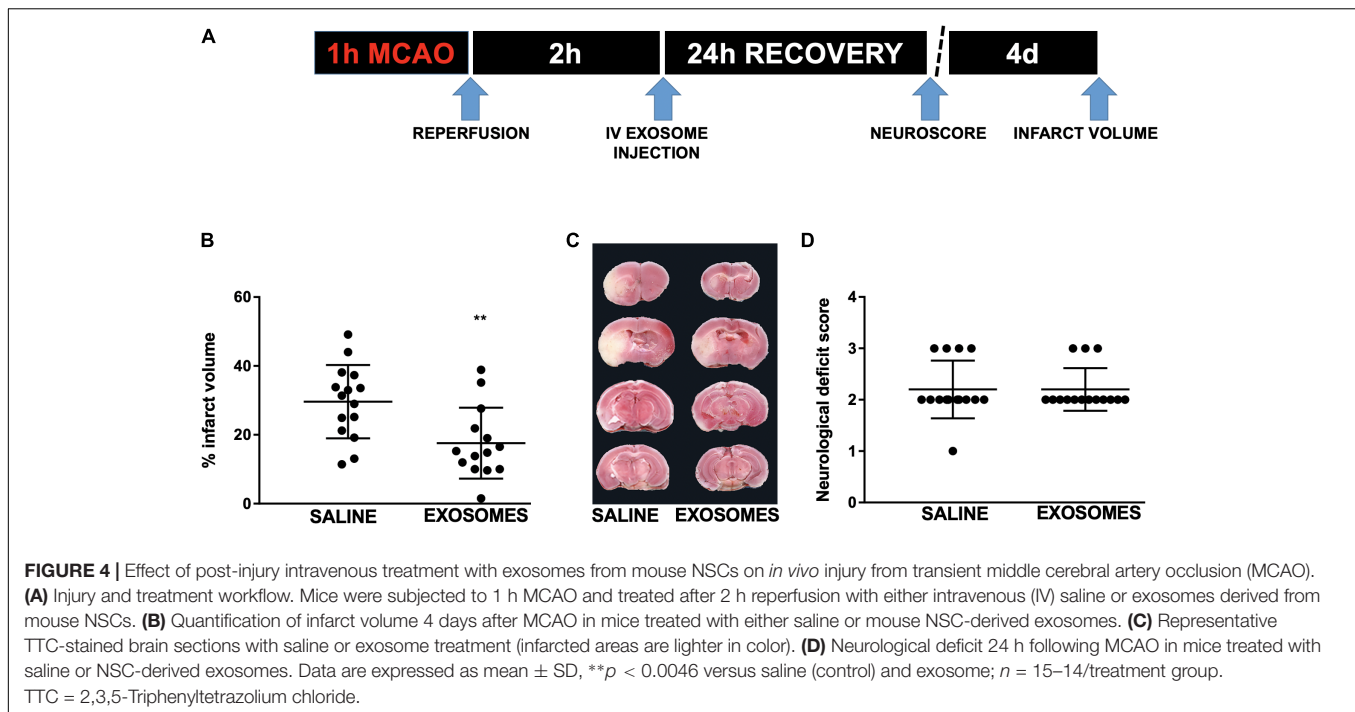 A
1h MCAO 2h 24h RECOVERY 4d
REPERFUSION
IV EXOSOME
INJECTION
NEUROSCORE
INFARCT VOLUME
B
% infarct volume
60
40
20
0
**
SALINE EXOSOMES
C
SALINE EXOSOMES
D
Neurological deficit score
4
3
2
1
0
SALINE EXOSOMES
FIGURE 4 | Effect of post-injury intravenous treatment with exosomes from mouse NSCs on in vivo injury from transient middle cerebral artery occlusion (MCAO).
(A) Injury and treatment workflow. Mice were subjected to 1 h MCAO and treated after 2 h reperfusion with either intravenous (IV) saline or exosomes derived from
mouse NSCs. (B) Quantification of infarct volume 4 days after MCAO in mice treated with either saline or mouse NSC-derived exosomes. (C) Representative
TTC-stained brain sections with saline or exosome treatment (infarcted areas are lighter in color). (D) Neurological deficit 24 h following MCAO in mice treated with
saline or NSC-derived exosomes. Data are expressed as mean ± SD, **p < 0.0046 versus saline (control) and exosome; n = 15–14/treatment group.
TTC = 2,3,5-Triphenyltetrazolium chloride.